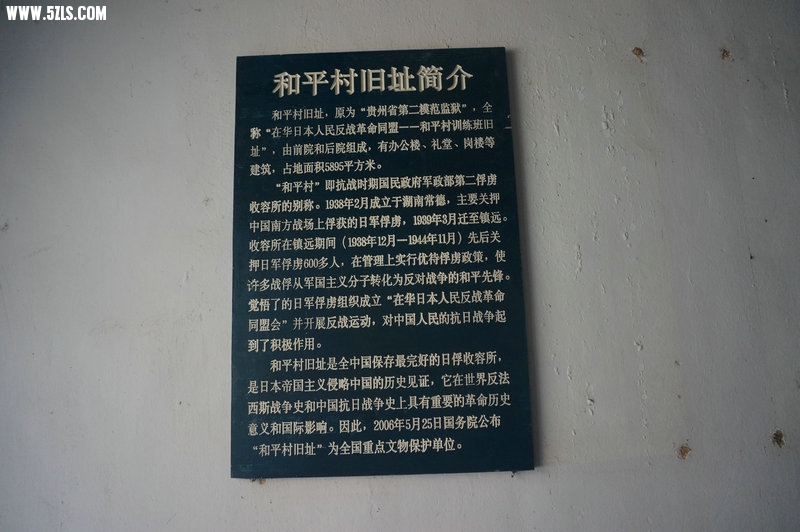 WWW.5ZLS.COM
和平村旧址简介
和平村旧址，原为“贵州省第二模范监狱”，全
称“在华日本人民反战革命同盟——和平村训练班旧
址”，由前院和后院组成，有办公楼、礼堂、岗楼等
建筑，占地面积5895平方米。
“和平村”即抗战时期国民政府军政部第二俘虏
收容所的别称。1938年2月成立于湖南常德，主要关押
中国南方战场上俘获的日军俘虏，1939年3月迁至镇远。
收容所在镇远期间（1938年12月—1944年11月）先后关
押日军俘虏600多人，在管理上实行优待俘虏政策，使
许多战俘从军国主义分子转化为反对战争的和平先锋。
觉悟了的日军俘虏组织成立“在华日本人民反战革命
同盟会”并开展反战运动，对中国人民的抗日战争起
到了积极作用。
和平村旧址是全中国保存最完好的日俘收容所，
是日本帝国主义侵略中国的历史见证，它在世界反法
西斯战争史和中国抗日战争史上具有重要的革命历史
意义和国际影响。因此，2006年5月25日国务院公布
“和平村旧址”为全国重点文物保护单位。